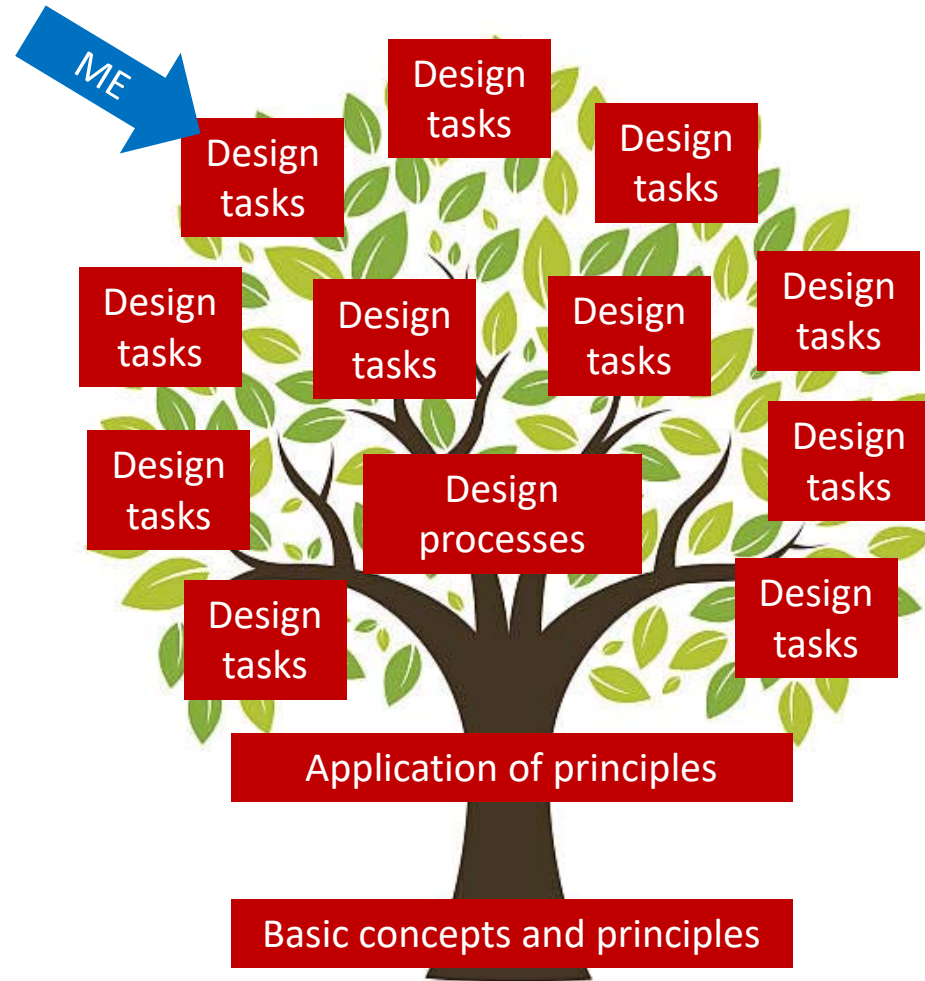 ME
Design
tasks
Design
tasks
Design
tasks
Design
tasks
Design
tasks
Design
tasks
Design
tasks
Design
tasks
Design
processes
Design
tasks
Design
tasks
Design
tasks
Application of principles
Basic concepts and principles